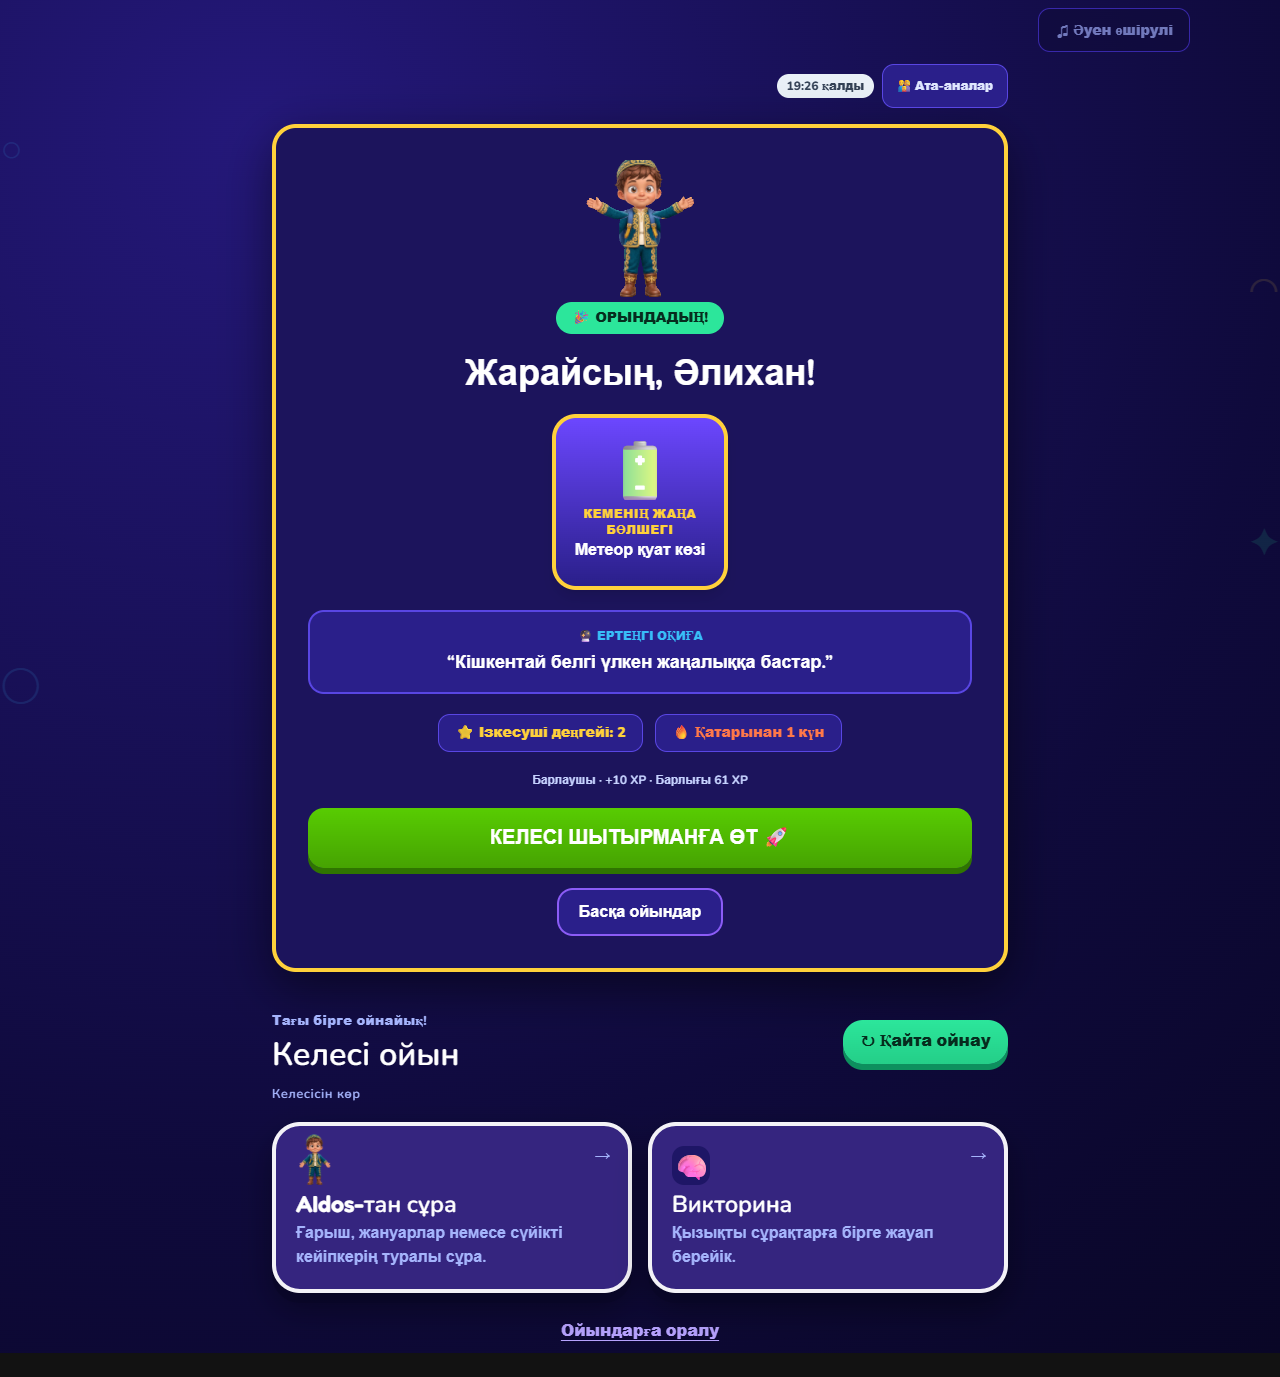 ♫ Әуен өшірулі
19:26 қалды
Ата-аналар
ОРЫНДАДЫҢ!
Жарайсың, Әлихан!
КЕМЕНІҢ ЖАҢА
БӨЛШЕГІ
Метеор қуат көзі
ЕРТЕҢГІ ОҚИҒА
“Кішкентай белгі үлкен жаңалыққа бастар.”
Ізкесуші деңгейі: 2
Қатарынан 1 күн
Барлаушы · +10 XP · Барлығы 61 XP
КЕЛЕСІ ШЫТЫРМАНҒА ӨТ
Басқа ойындар
Тағы бірге ойнайық!
Келесі ойын
↻ Қайта ойнау
Келесісін көр
→
Aldos-тан сұра
Ғарыш, жануарлар немесе сүйікті
кейіпкерің туралы сұра.
→
Викторина
Қызықты сұрақтарға бірге жауап
берейік.
Ойындарға оралу